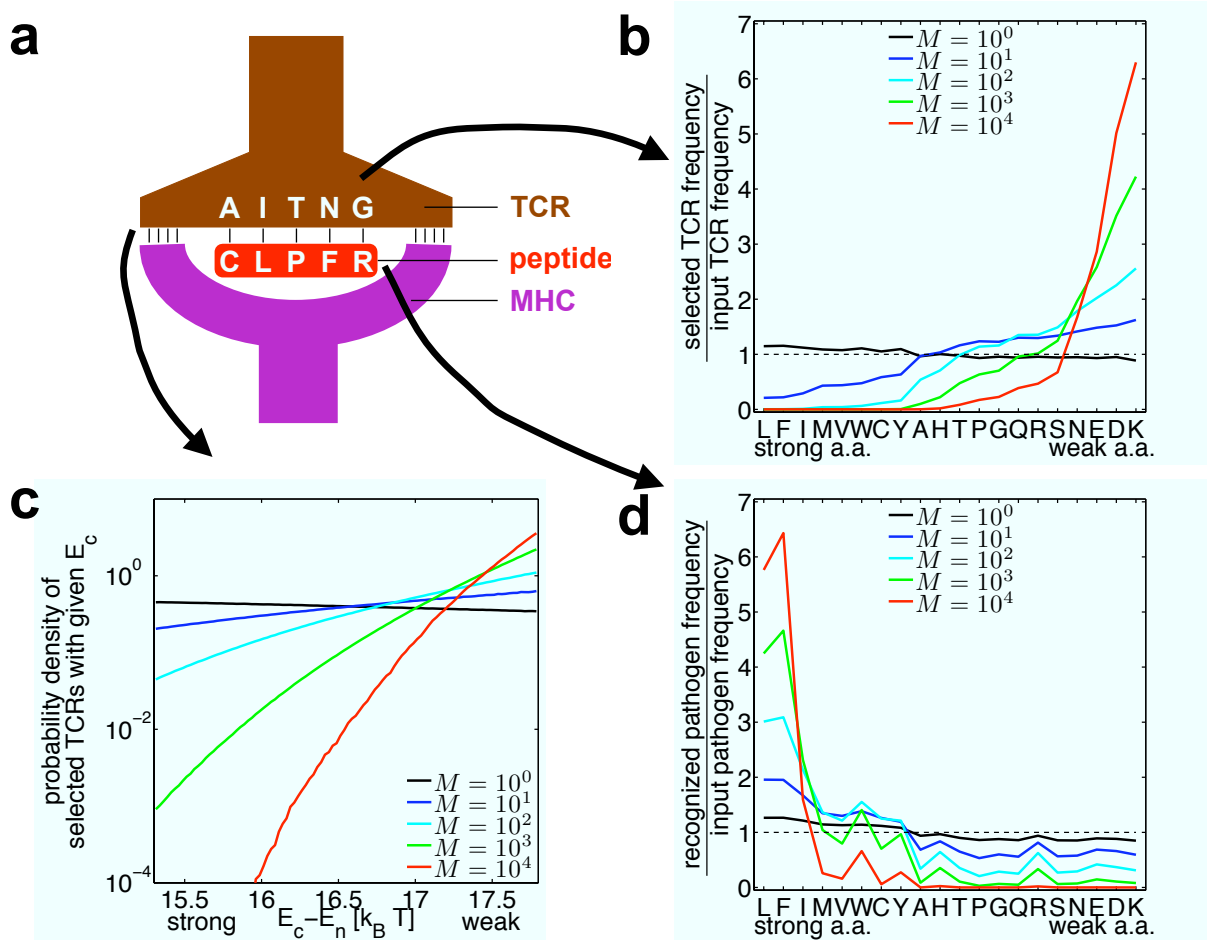 a
A I T N G
C L P F R
TCR
peptide
MHC
b
selected TCR frequency
input TCR frequency
7
6
5
4
3
2
1
0
M = 10^0
M = 10^1
M = 10^2
M = 10^3
M = 10^4
L F I M V W C Y A H T P G Q R S N E D K
strong a.a. weak a.a.
c
probability density of
selected TCRs with given E_c
10^0
10^−2
10^−4
M = 10^0
M = 10^1
M = 10^2
M = 10^3
M = 10^4
15.5 16 16.5 17 17.5
strong E_c−E_n [k_B T] weak
d
recognized pathogen frequency
input pathogen frequency
7
6
5
4
3
2
1
0
M = 10^0
M = 10^1
M = 10^2
M = 10^3
M = 10^4
L F I M V W C Y A H T P G Q R S N E D K
strong a.a. weak a.a.